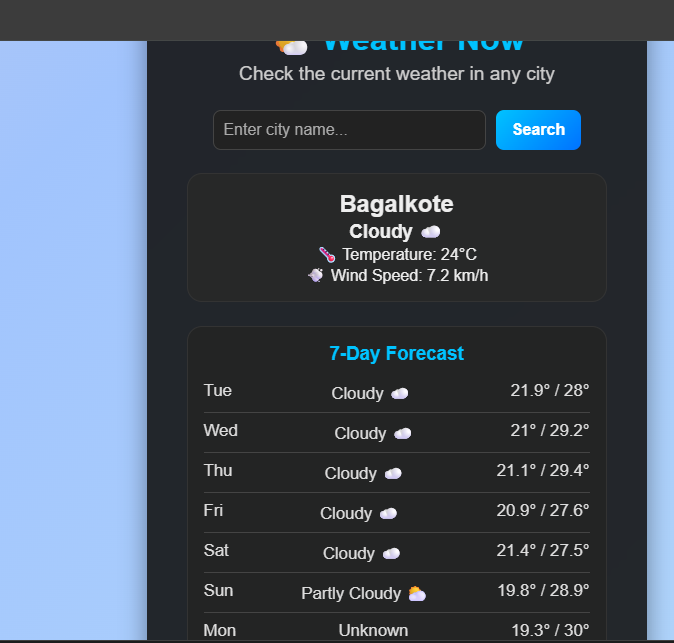 Weather Now
Check the current weather in any city
Enter city name...
Search
Bagalkote
Cloudy
Temperature: 24°C
Wind Speed: 7.2 km/h
7-Day Forecast
Tue Cloudy 21.9° / 28°
Wed Cloudy 21° / 29.2°
Thu Cloudy 21.1° / 29.4°
Fri Cloudy 20.9° / 27.6°
Sat Cloudy 21.4° / 27.5°
Sun Partly Cloudy 19.8° / 28.9°
Mon Unknown 19.3° / 30°